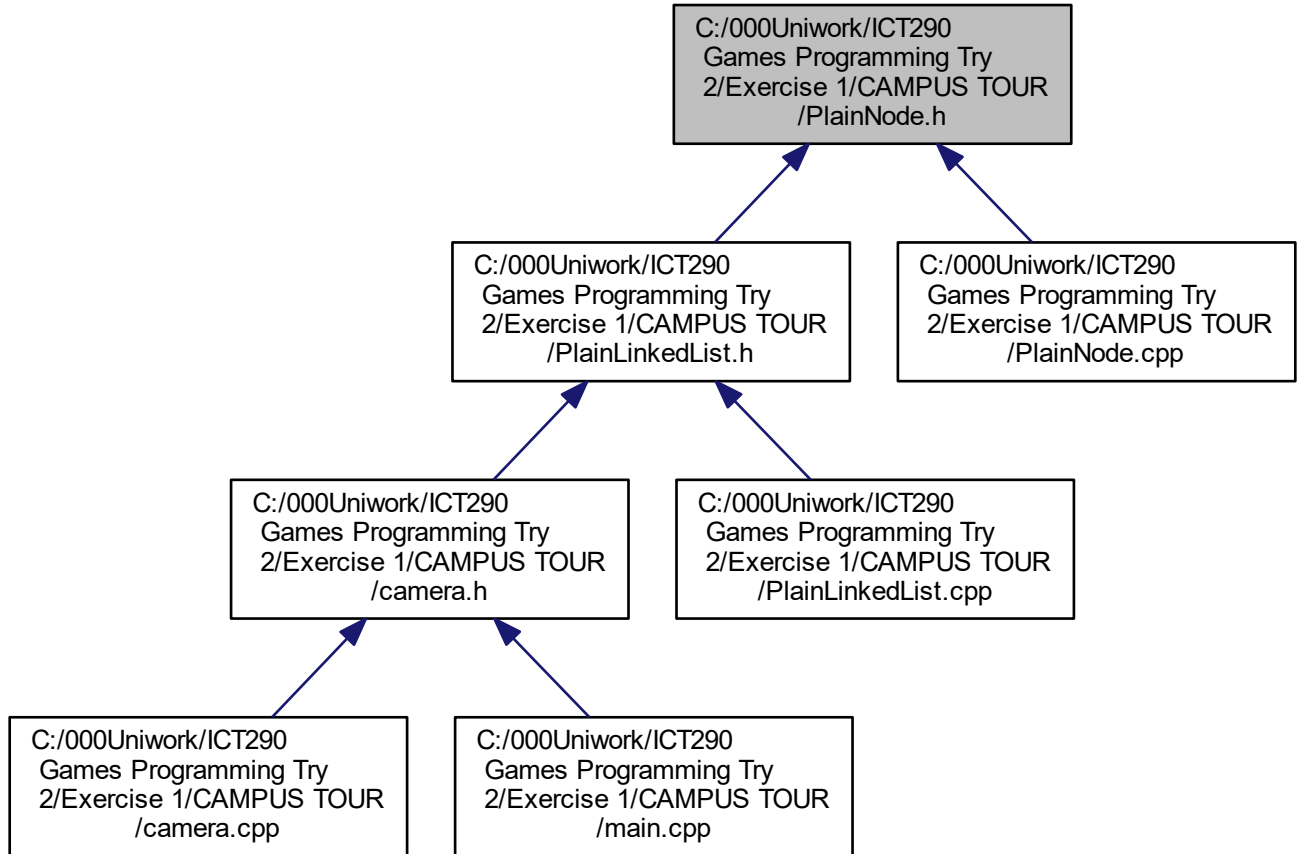 C:/000Uniwork/ICT290
Games Programming Try
2/Exercise 1/CAMPUS TOUR
/PlainNode.h
C:/000Uniwork/ICT290
Games Programming Try
2/Exercise 1/CAMPUS TOUR
/PlainLinkedList.h
C:/000Uniwork/ICT290
Games Programming Try
2/Exercise 1/CAMPUS TOUR
/PlainNode.cpp
C:/000Uniwork/ICT290
Games Programming Try
2/Exercise 1/CAMPUS TOUR
/camera.h
C:/000Uniwork/ICT290
Games Programming Try
2/Exercise 1/CAMPUS TOUR
/PlainLinkedList.cpp
C:/000Uniwork/ICT290
Games Programming Try
2/Exercise 1/CAMPUS TOUR
/camera.cpp
C:/000Uniwork/ICT290
Games Programming Try
2/Exercise 1/CAMPUS TOUR
/main.cpp